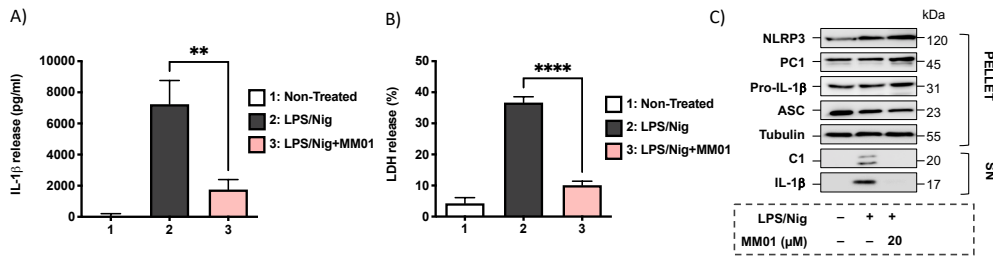 A)
**
IL-1β release (pg/ml)
10000
8000
6000
4000
2000
0
1
2
3
1: Non-Treated
2: LPS/Nig
3: LPS/Nig+MM01
B)
****
LDH release (%)
50
40
30
20
10
0
1
2
3
1: Non-Treated
2: LPS/Nig
3: LPS/Nig+MM01
C)
kDa
NLRP3 120
PC1 45
Pro-IL-1β 31
ASC 23
Tubulin 55
PELLET
C1 20
IL-1β 17
SN
LPS/Nig – + +
MM01 (μM) – – 20